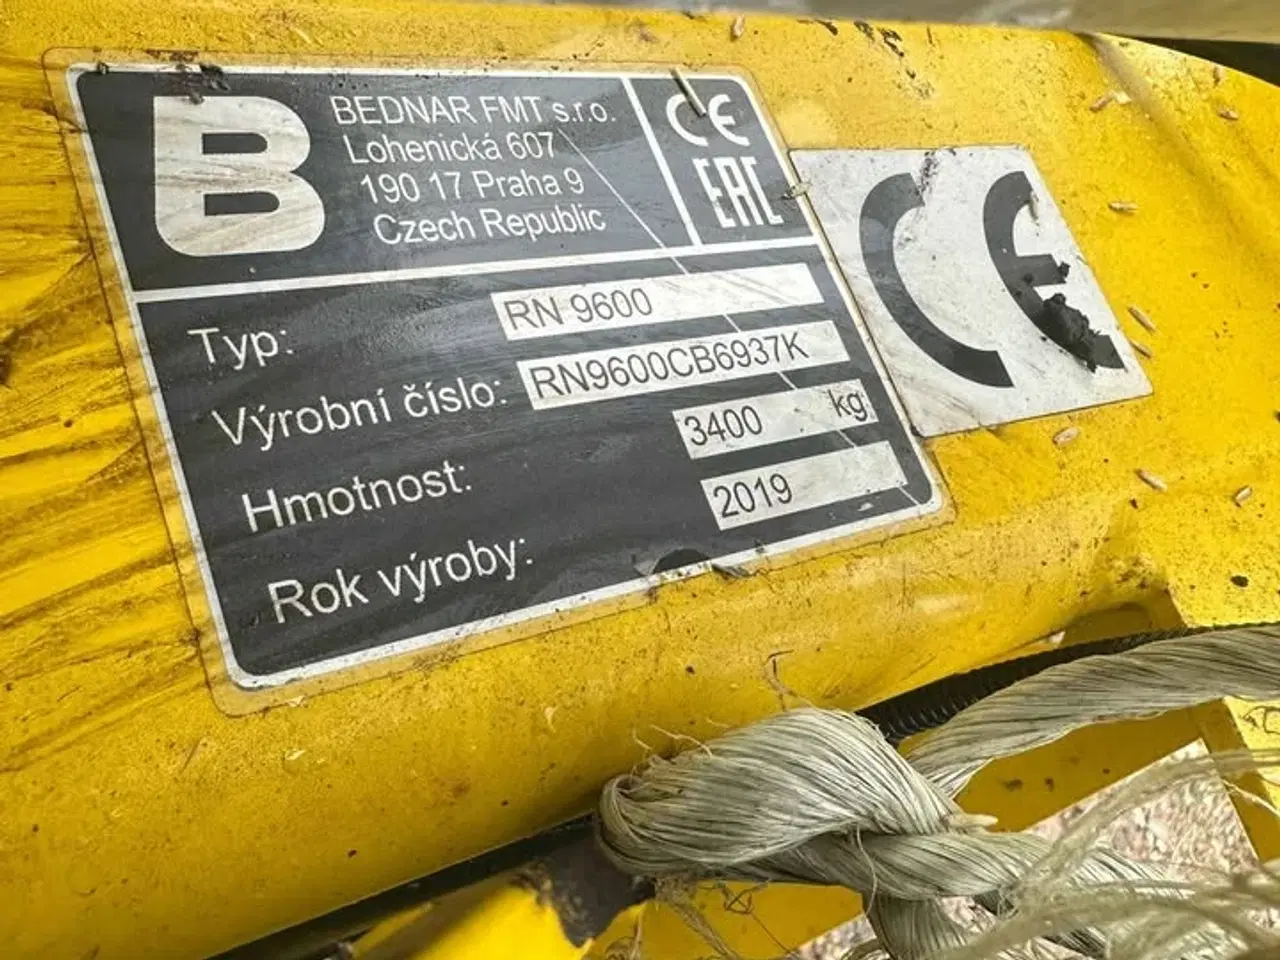 B
BEDNAR FMT s.r.o.
Lohenická 607
190 17 Praha 9
Czech Republic
CE
EAC
CE
Typ: RN 9600
Výrobní číslo: RN9600CB6937K
Hmotnost: 3400 kg
Rok výroby: 2019